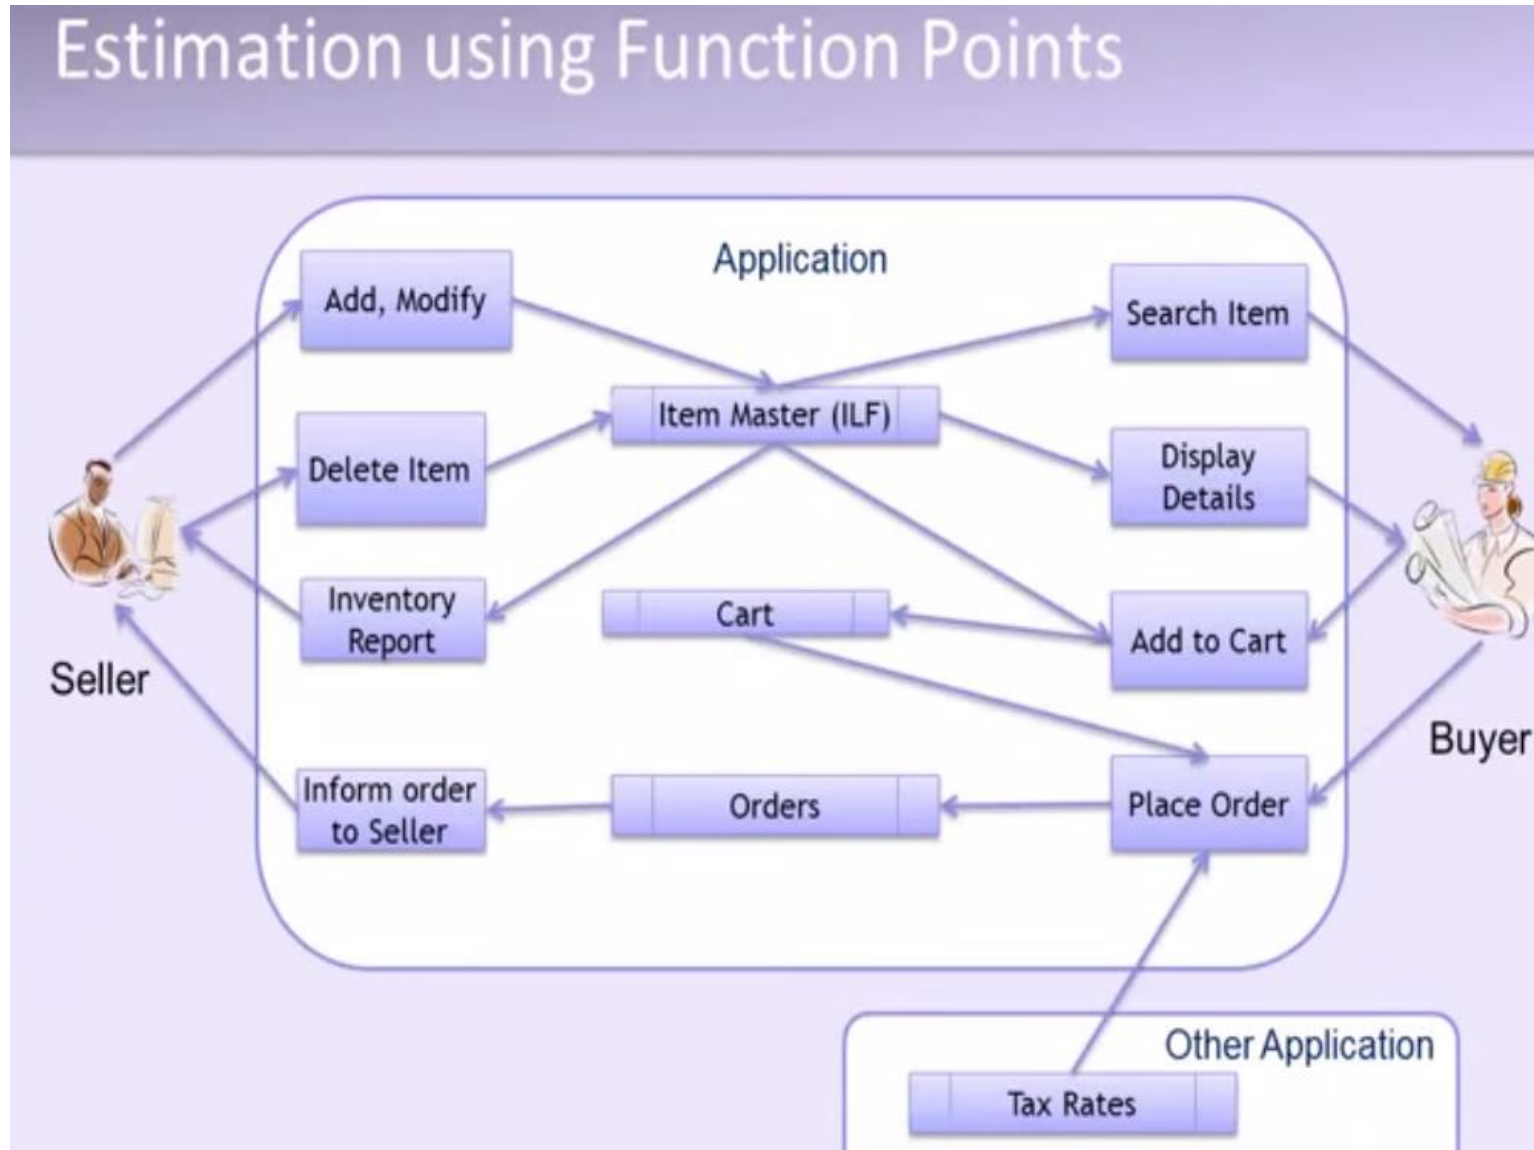 Estimation using Function Points
Application
Add, Modify
Search Item
Item Master (ILF)
Delete Item
Display
Details
Inventory
Report
Cart
Add to Cart
Seller
Buyer
Inform order
to Seller
Orders
Place Order
Other Application
Tax Rates